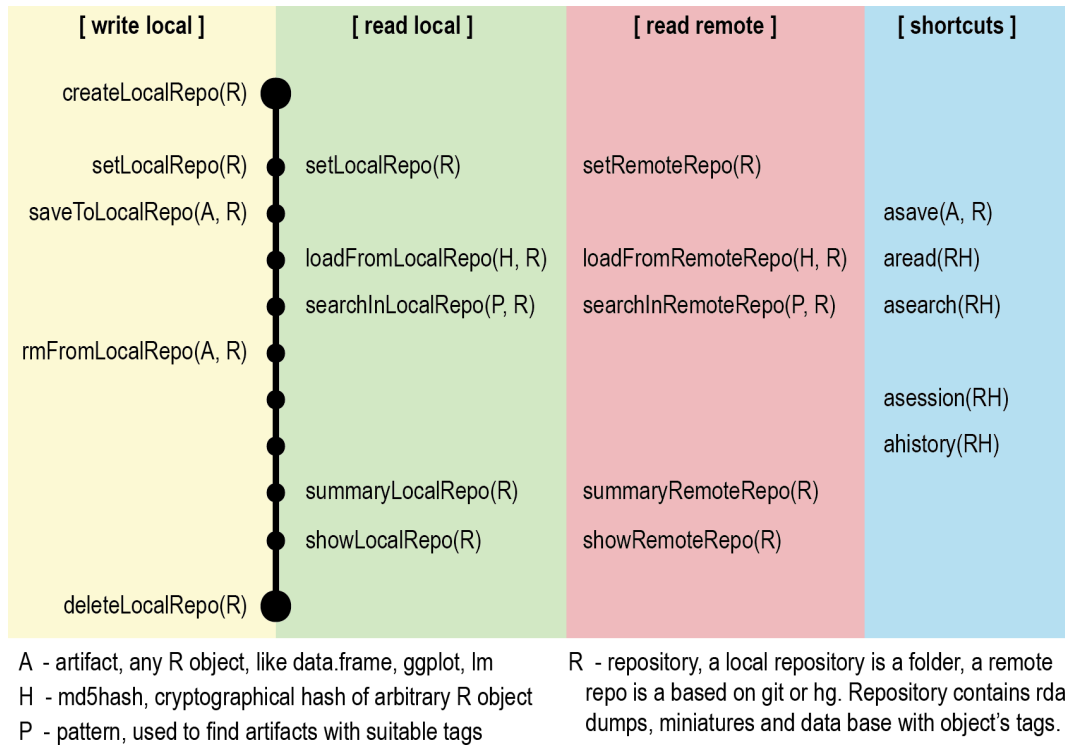 [ write local ] [ read local ] [ read remote ] [ shortcuts ]
createLocalRepo(R)
setLocalRepo(R) setLocalRepo(R) setRemoteRepo(R)
saveToLocalRepo(A, R) asave(A, R)
loadFromLocalRepo(H, R) loadFromRemoteRepo(H, R) aread(RH)
searchInLocalRepo(P, R) searchInRemoteRepo(P, R) asearch(RH)
rmFromLocalRepo(A, R)
asession(RH)
ahistory(RH)
summaryLocalRepo(R) summaryRemoteRepo(R)
showLocalRepo(R) showRemoteRepo(R)
deleteLocalRepo(R)
A - artifact, any R object, like data.frame, ggplot, lm
H - md5hash, cryptographical hash of arbitrary R object
P - pattern, used to find artifacts with suitable tags
R - repository, a local repository is a folder, a remote
repo is a based on git or hg. Repository contains rda
dumps, miniatures and data base with object's tags.